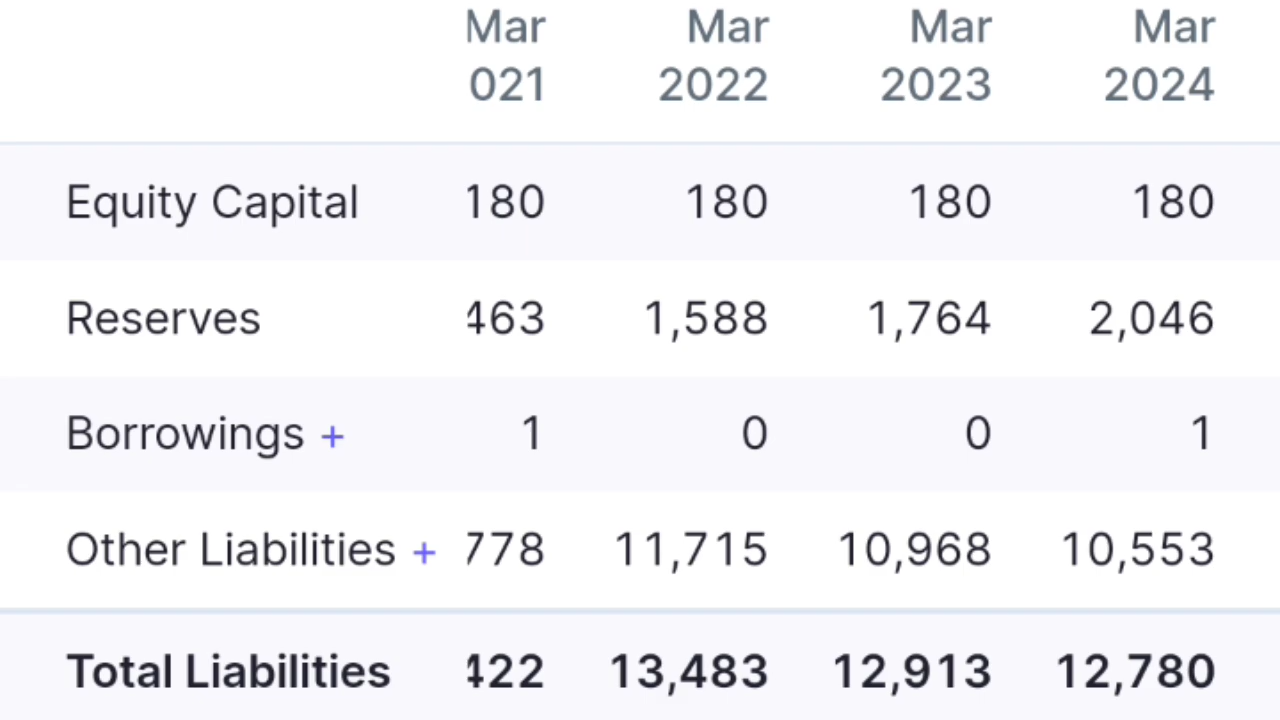 Mar Mar Mar Mar
021 2022 2023 2024
Equity Capital 180 180 180 180
Reserves 463 1,588 1,764 2,046
Borrowings + 1 0 0 1
Other Liabilities + 778 11,715 10,968 10,553
Total Liabilities 422 13,483 12,913 12,780